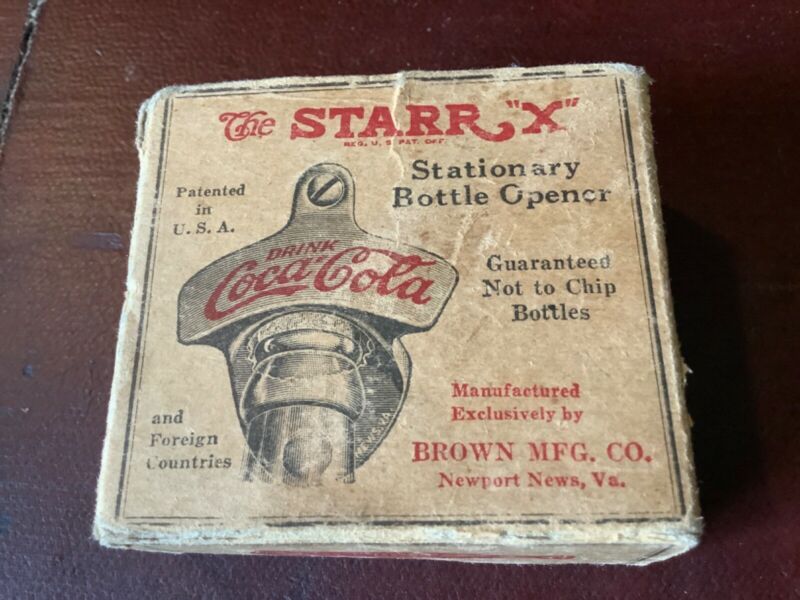 The STARR "X"
REG. U. S. PAT. OFF.
Stationary
Bottle Opener
Patented
in
U. S. A.
DRINK
Coca-Cola
Guaranteed
Not to Chip
Bottles
Manufactured
Exclusively by
BROWN MFG. CO.
Newport News, Va.
and
Foreign
Countries